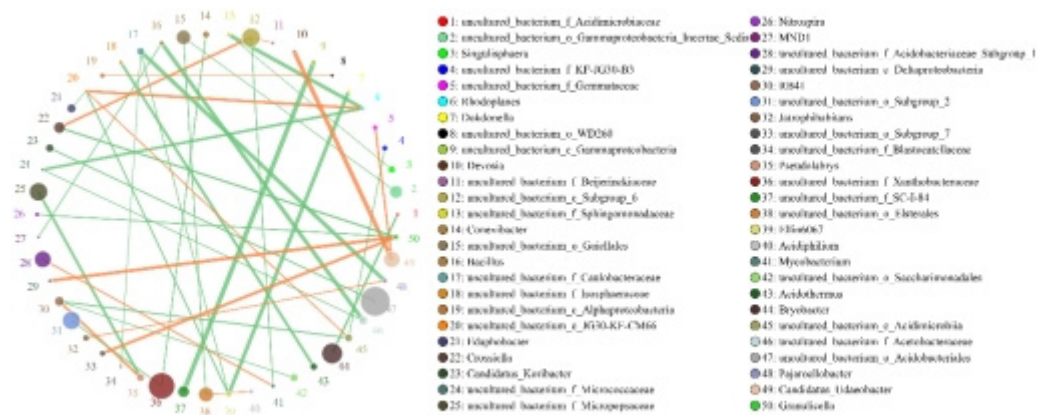 1: uncultured_bacterium_f_Acidimicrobiaceae
2: uncultured_bacterium_o_Gammaproteobacteria_Incertae_Sedis
3: Singulisphaera
4: uncultured_bacterium_f_KF-JG30-B3
5: uncultured_bacterium_f_Gemmataceae
6: Rhodoplanes
7: Dokdonella
8: uncultured_bacterium_o_WD260
9: uncultured_bacterium_c_Gammaproteobacteria
10: Devosia
11: uncultured_bacterium_f_Beijerinckiaceae
12: uncultured_bacterium_c_Subgroup_6
13: uncultured_bacterium_f_Sphingomonadaceae
14: Conexibacter
15: uncultured_bacterium_o_Gaiellales
16: Bacillus
17: uncultured_bacterium_f_Caulobacteraceae
18: uncultured_bacterium_f_Isosphaeraceae
19: uncultured_bacterium_c_Alphaproteobacteria
20: uncultured_bacterium_c_JG30-KF-CM66
21: Edaphobacter
22: Crossiella
23: Candidatus_Koribacter
24: uncultured_bacterium_f_Micrococcaceae
25: uncultured_bacterium_f_Micropepsaceae
26: Nitrospira
27: MND1
28: uncultured_bacterium_f_Acidobacteriaceae_Subgroup_1
29: uncultured_bacterium_c_Deltaproteobacteria
30: RB41
31: uncultured_bacterium_o_Subgroup_2
32: Jatrophihabitans
33: uncultured_bacterium_o_Subgroup_7
34: uncultured_bacterium_f_Blastocatellaceae
35: Pseudolabrys
36: uncultured_bacterium_f_Xanthobacteraceae
37: uncultured_bacterium_f_SC-I-84
38: uncultured_bacterium_o_Elsterales
39: Ellin6067
40: Acidiphilium
41: Mycobacterium
42: uncultured_bacterium_o_Saccharimonadales
43: Acidothermus
44: Bryobacter
45: uncultured_bacterium_c_Acidimicrobiia
46: uncultured_bacterium_f_Acetobacteraceae
47: uncultured_bacterium_o_Acidobacteriales
48: Pajaroellobacter
49: Candidatus_Udaeobacter
50: Granulicella